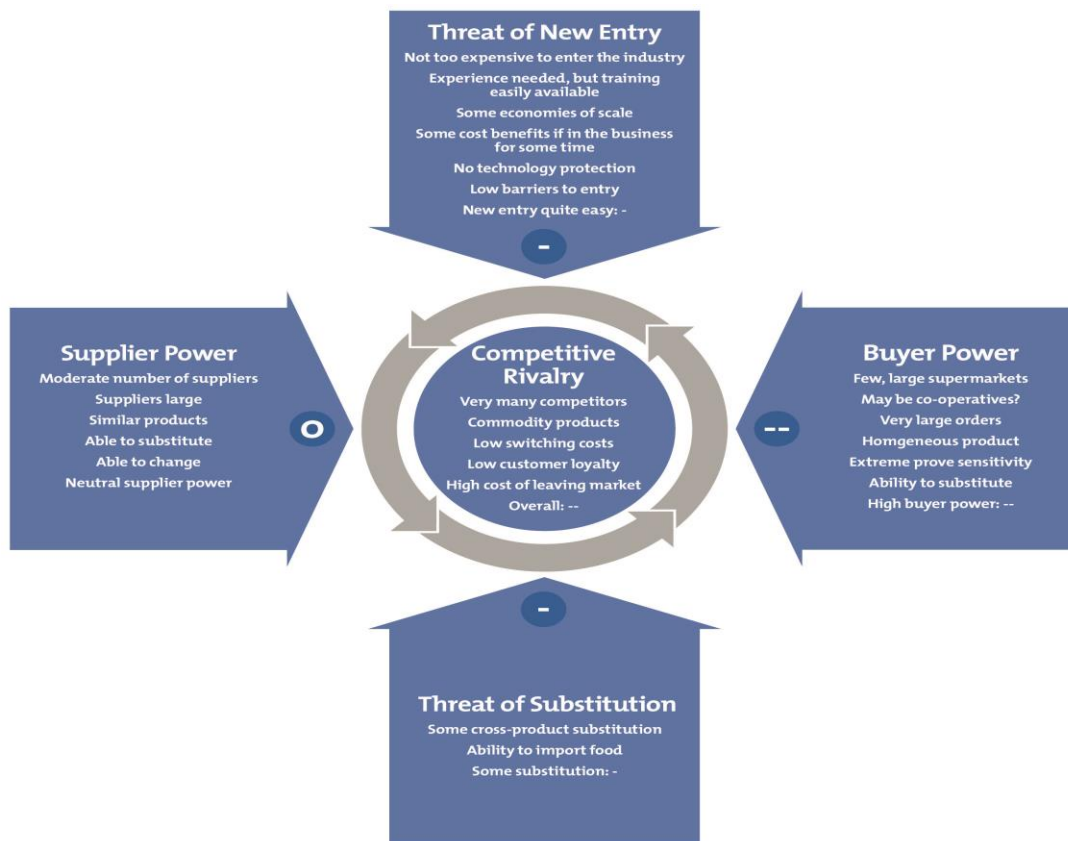 Threat of New Entry
Not too expensive to enter the industry
Experience needed, but training
easily available
Some economies of scale
Some cost benefits if in the business
for some time
No technology protection
Low barriers to entry
New entry quite easy: -
-
Supplier Power
Moderate number of suppliers
Suppliers large
Similar products
Able to substitute
Able to change
Neutral supplier power
O
Competitive
Rivalry
Very many competitors
Commodity products
Low switching costs
Low customer loyalty
High cost of leaving market
Overall: --
--
Buyer Power
Few, large supermarkets
May be co-operatives?
Very large orders
Homgeneous product
Extreme prove sensitivity
Ability to substitute
High buyer power: --
-
Threat of Substitution
Some cross-product substitution
Ability to import food
Some substitution: -